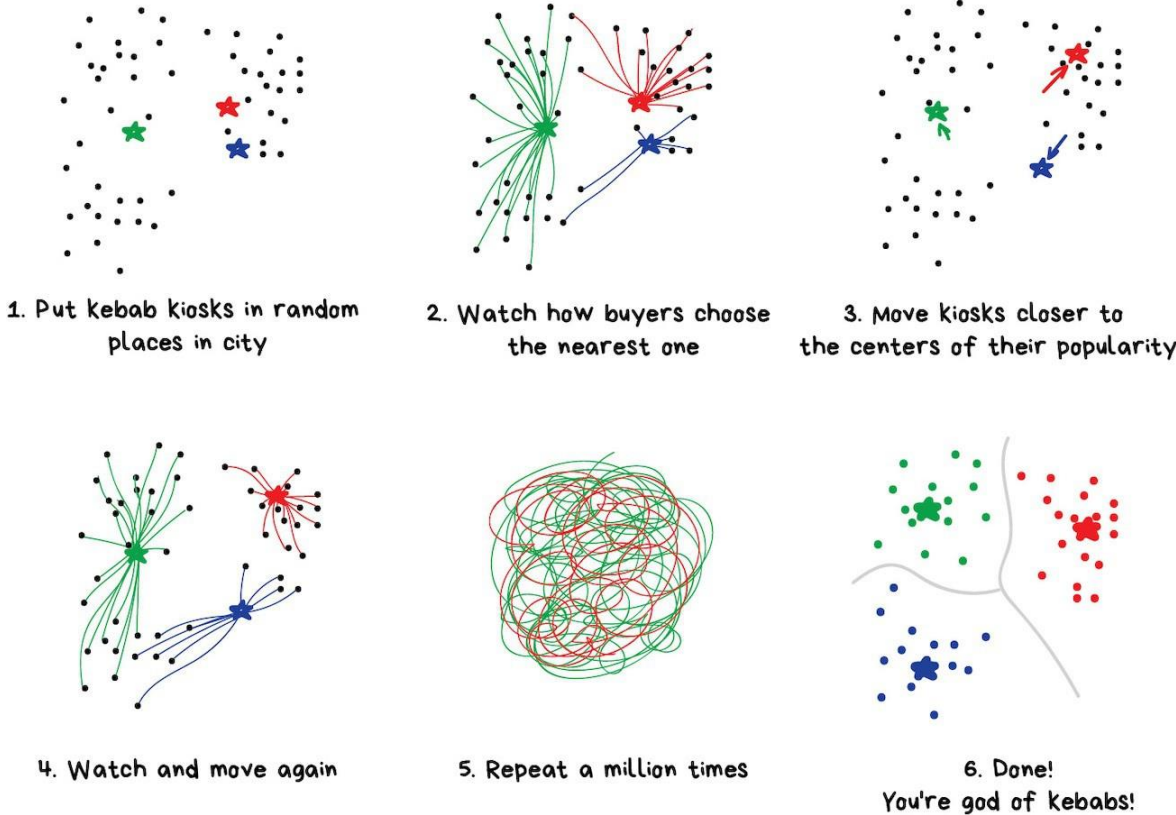 1. Put kebab kiosks in random
places in city
2. Watch how buyers choose
the nearest one
3. Move kiosks closer to
the centers of their popularity
4. Watch and move again
5. Repeat a million times
6. Done!
You're god of kebabs!